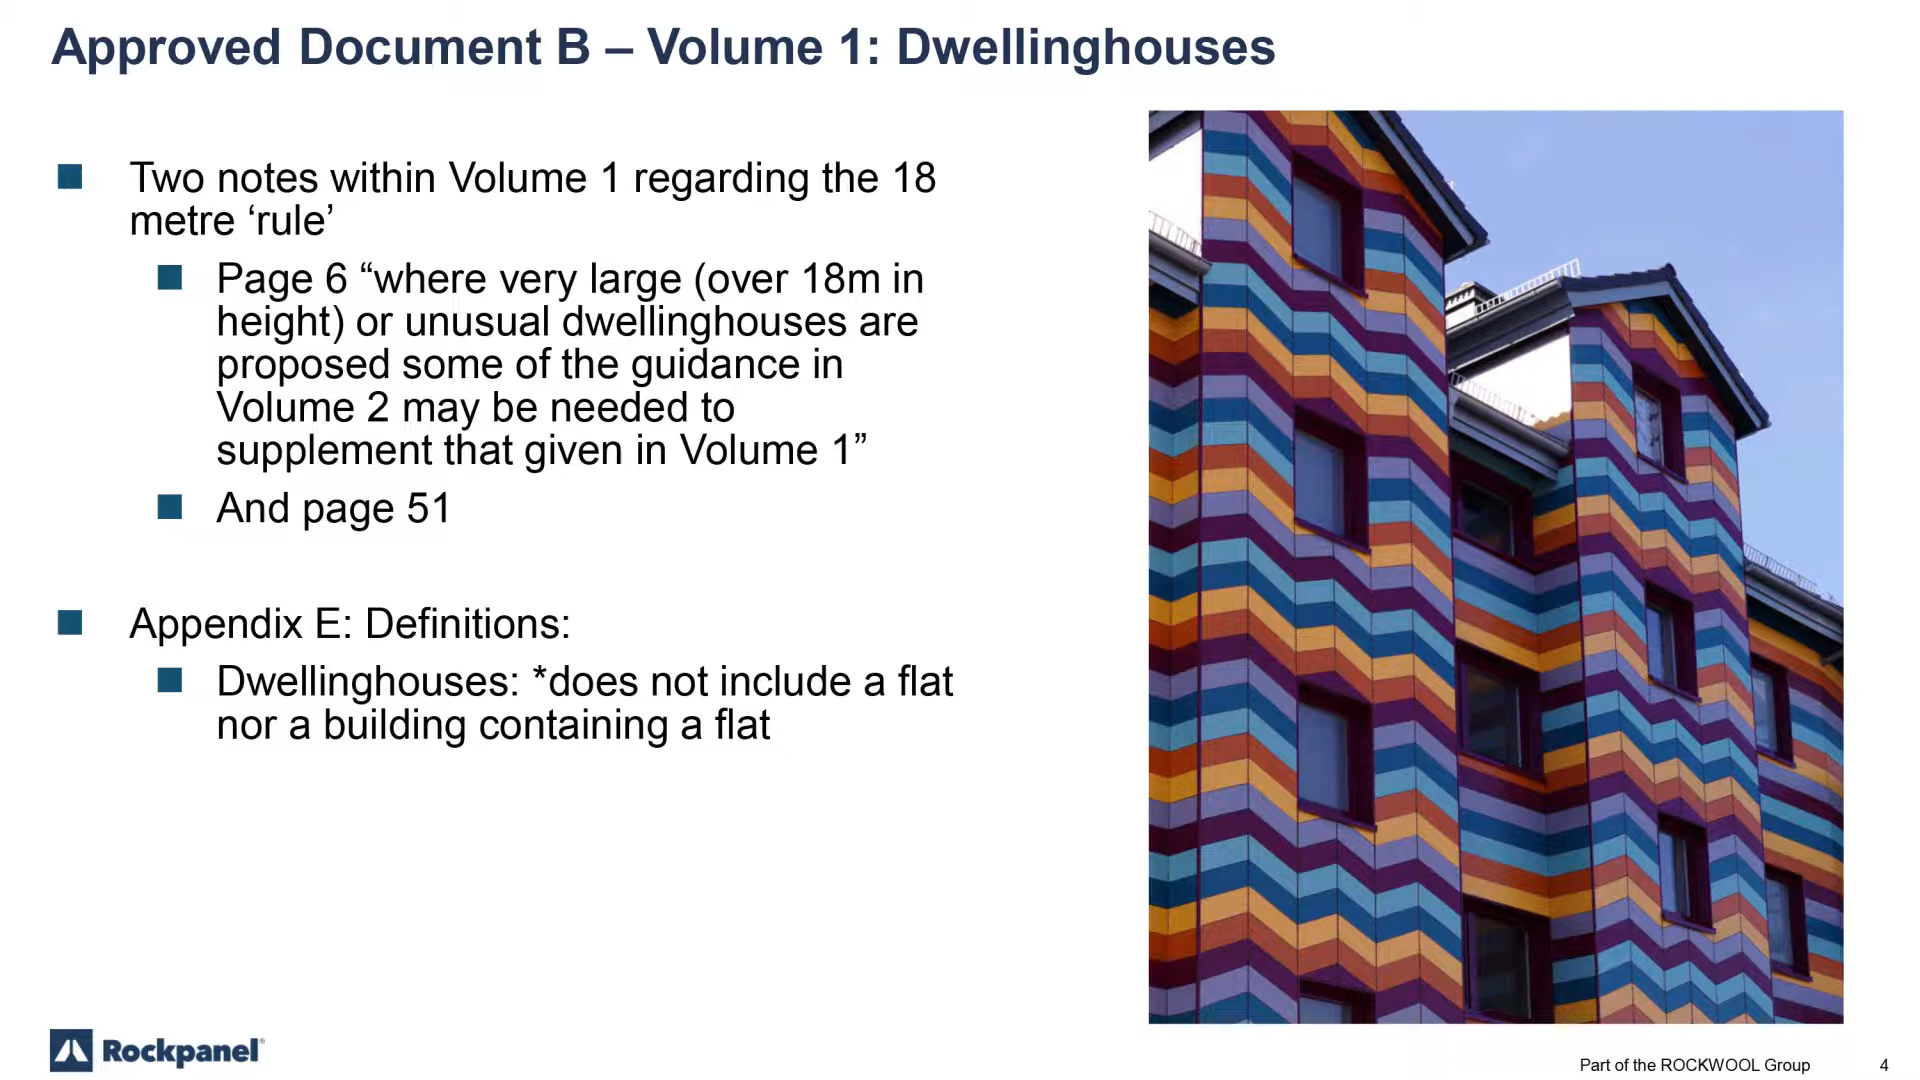 Approved Document B – Volume 1: Dwellinghouses
Two notes within Volume 1 regarding the 18
metre ‘rule’
Page 6 “where very large (over 18m in
height) or unusual dwellinghouses are
proposed some of the guidance in
Volume 2 may be needed to
supplement that given in Volume 1”
And page 51
Appendix E: Definitions:
Dwellinghouses: *does not include a flat
nor a building containing a flat
Rockpanel®
Part of the ROCKWOOL Group
4